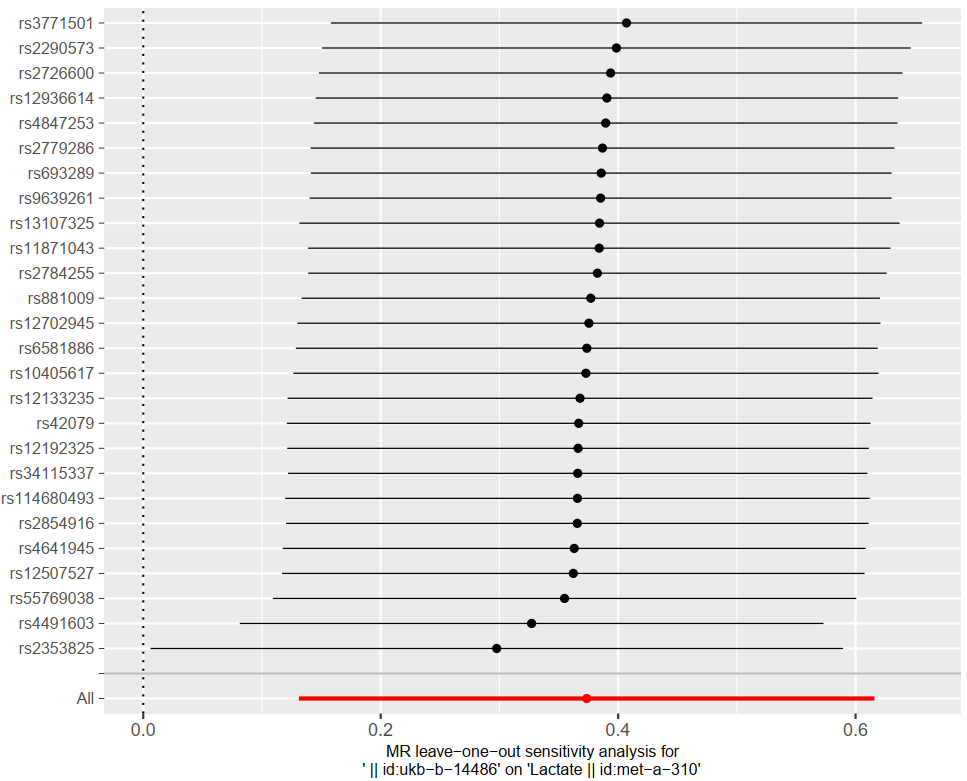 rs3771501
rs2290573
rs2726600
rs12936614
rs4847253
rs2779286
rs693289
rs9639261
rs13107325
rs11871043
rs2784255
rs881009
rs12702945
rs6581886
rs10405617
rs12133235
rs42079
rs12192325
rs34115337
rs114680493
rs2854916
rs4641945
rs12507527
rs55769038
rs4491603
rs2353825
All
0.0 0.2 0.4 0.6
MR leave−one−out sensitivity analysis for
' || id:ukb−b−14486' on 'Lactate || id:met−a−310'